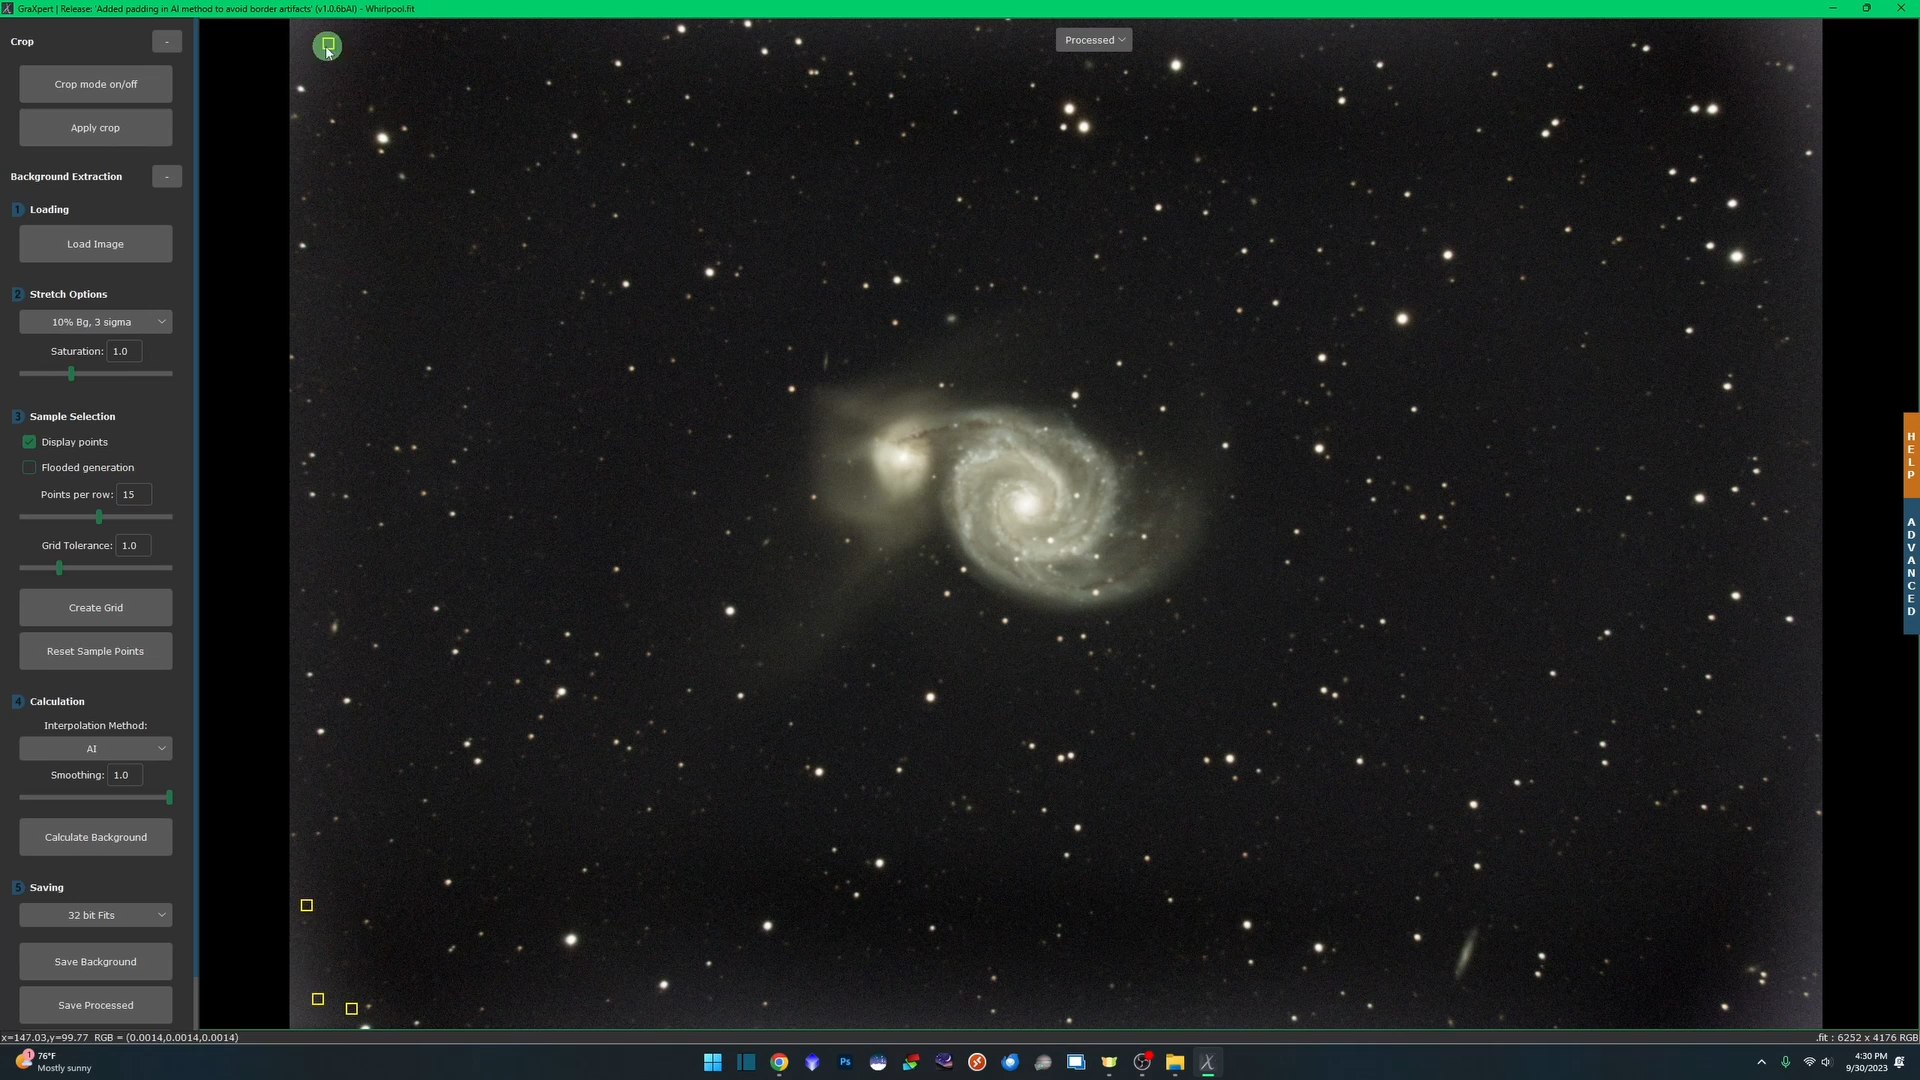 GraXpert | Release: 'Added padding in AI method to avoid border artifacts' (v1.0.6bAI) - Whirlpool.fit
Crop
-
Crop mode on/off
Apply crop
Background Extraction
-
1 Loading
Load Image
2 Stretch Options
10% Bg, 3 sigma
Saturation: 1.0
3 Sample Selection
Display points
Flooded generation
Points per row: 15
Grid Tolerance: 1.0
Create Grid
Reset Sample Points
4 Calculation
Interpolation Method:
AI
Smoothing: 1.0
Calculate Background
5 Saving
32 bit Fits
Save Background
Save Processed
Processed
HELP
ADVANCED
x=147.03,y=99.77 RGB = (0.0014,0.0014,0.0014)
.fit : 6252 x 4176 RGB
1
76°F
Mostly sunny
Ps
4:30 PM
9/30/2023